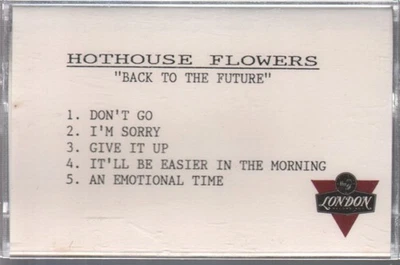 HOTHOUSE FLOWERS
"BACK TO THE FUTURE"
1. DON'T GO
2. I'M SORRY
3. GIVE IT UP
4. IT'LL BE EASIER IN THE MORNING
5. AN EMOTIONAL TIME
LONDON